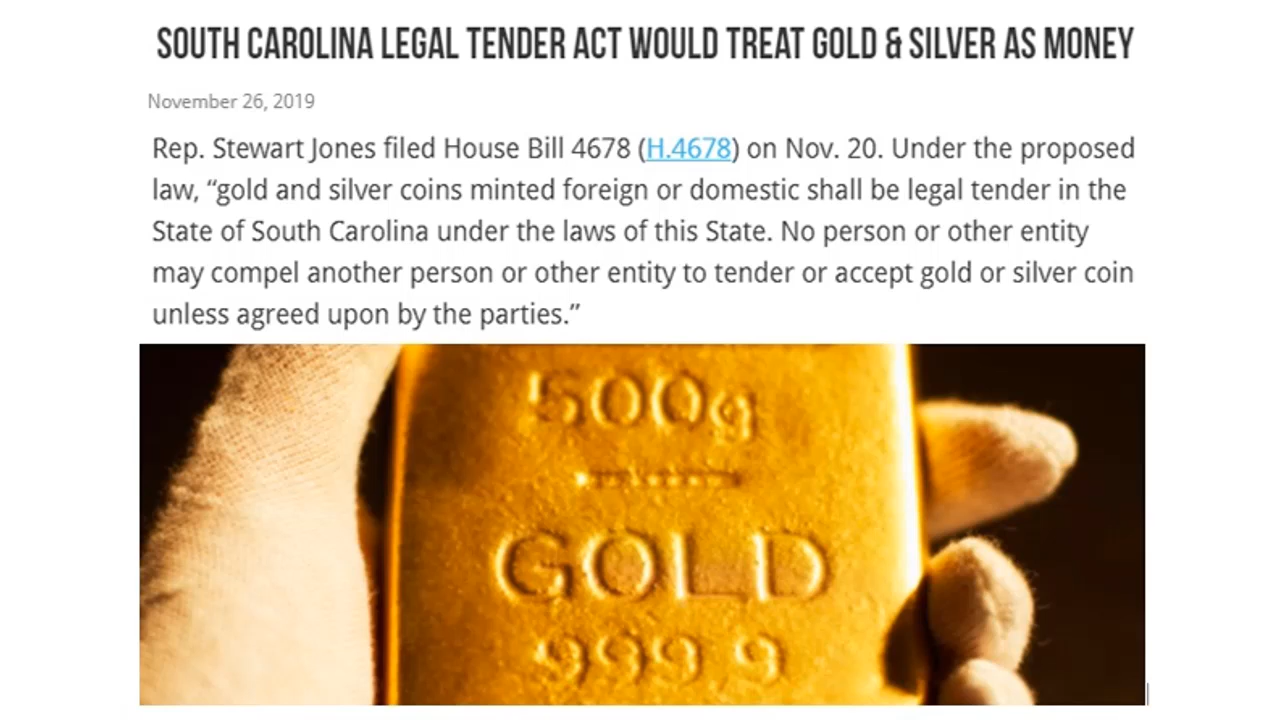 SOUTH CAROLINA LEGAL TENDER ACT WOULD TREAT GOLD & SILVER AS MONEY
November 26, 2019
Rep. Stewart Jones filed House Bill 4678 (H.4678) on Nov. 20. Under the proposed
law, “gold and silver coins minted foreign or domestic shall be legal tender in the
State of South Carolina under the laws of this State. No person or other entity
may compel another person or other entity to tender or accept gold or silver coin
unless agreed upon by the parties.”
500g
GOLD
999.9